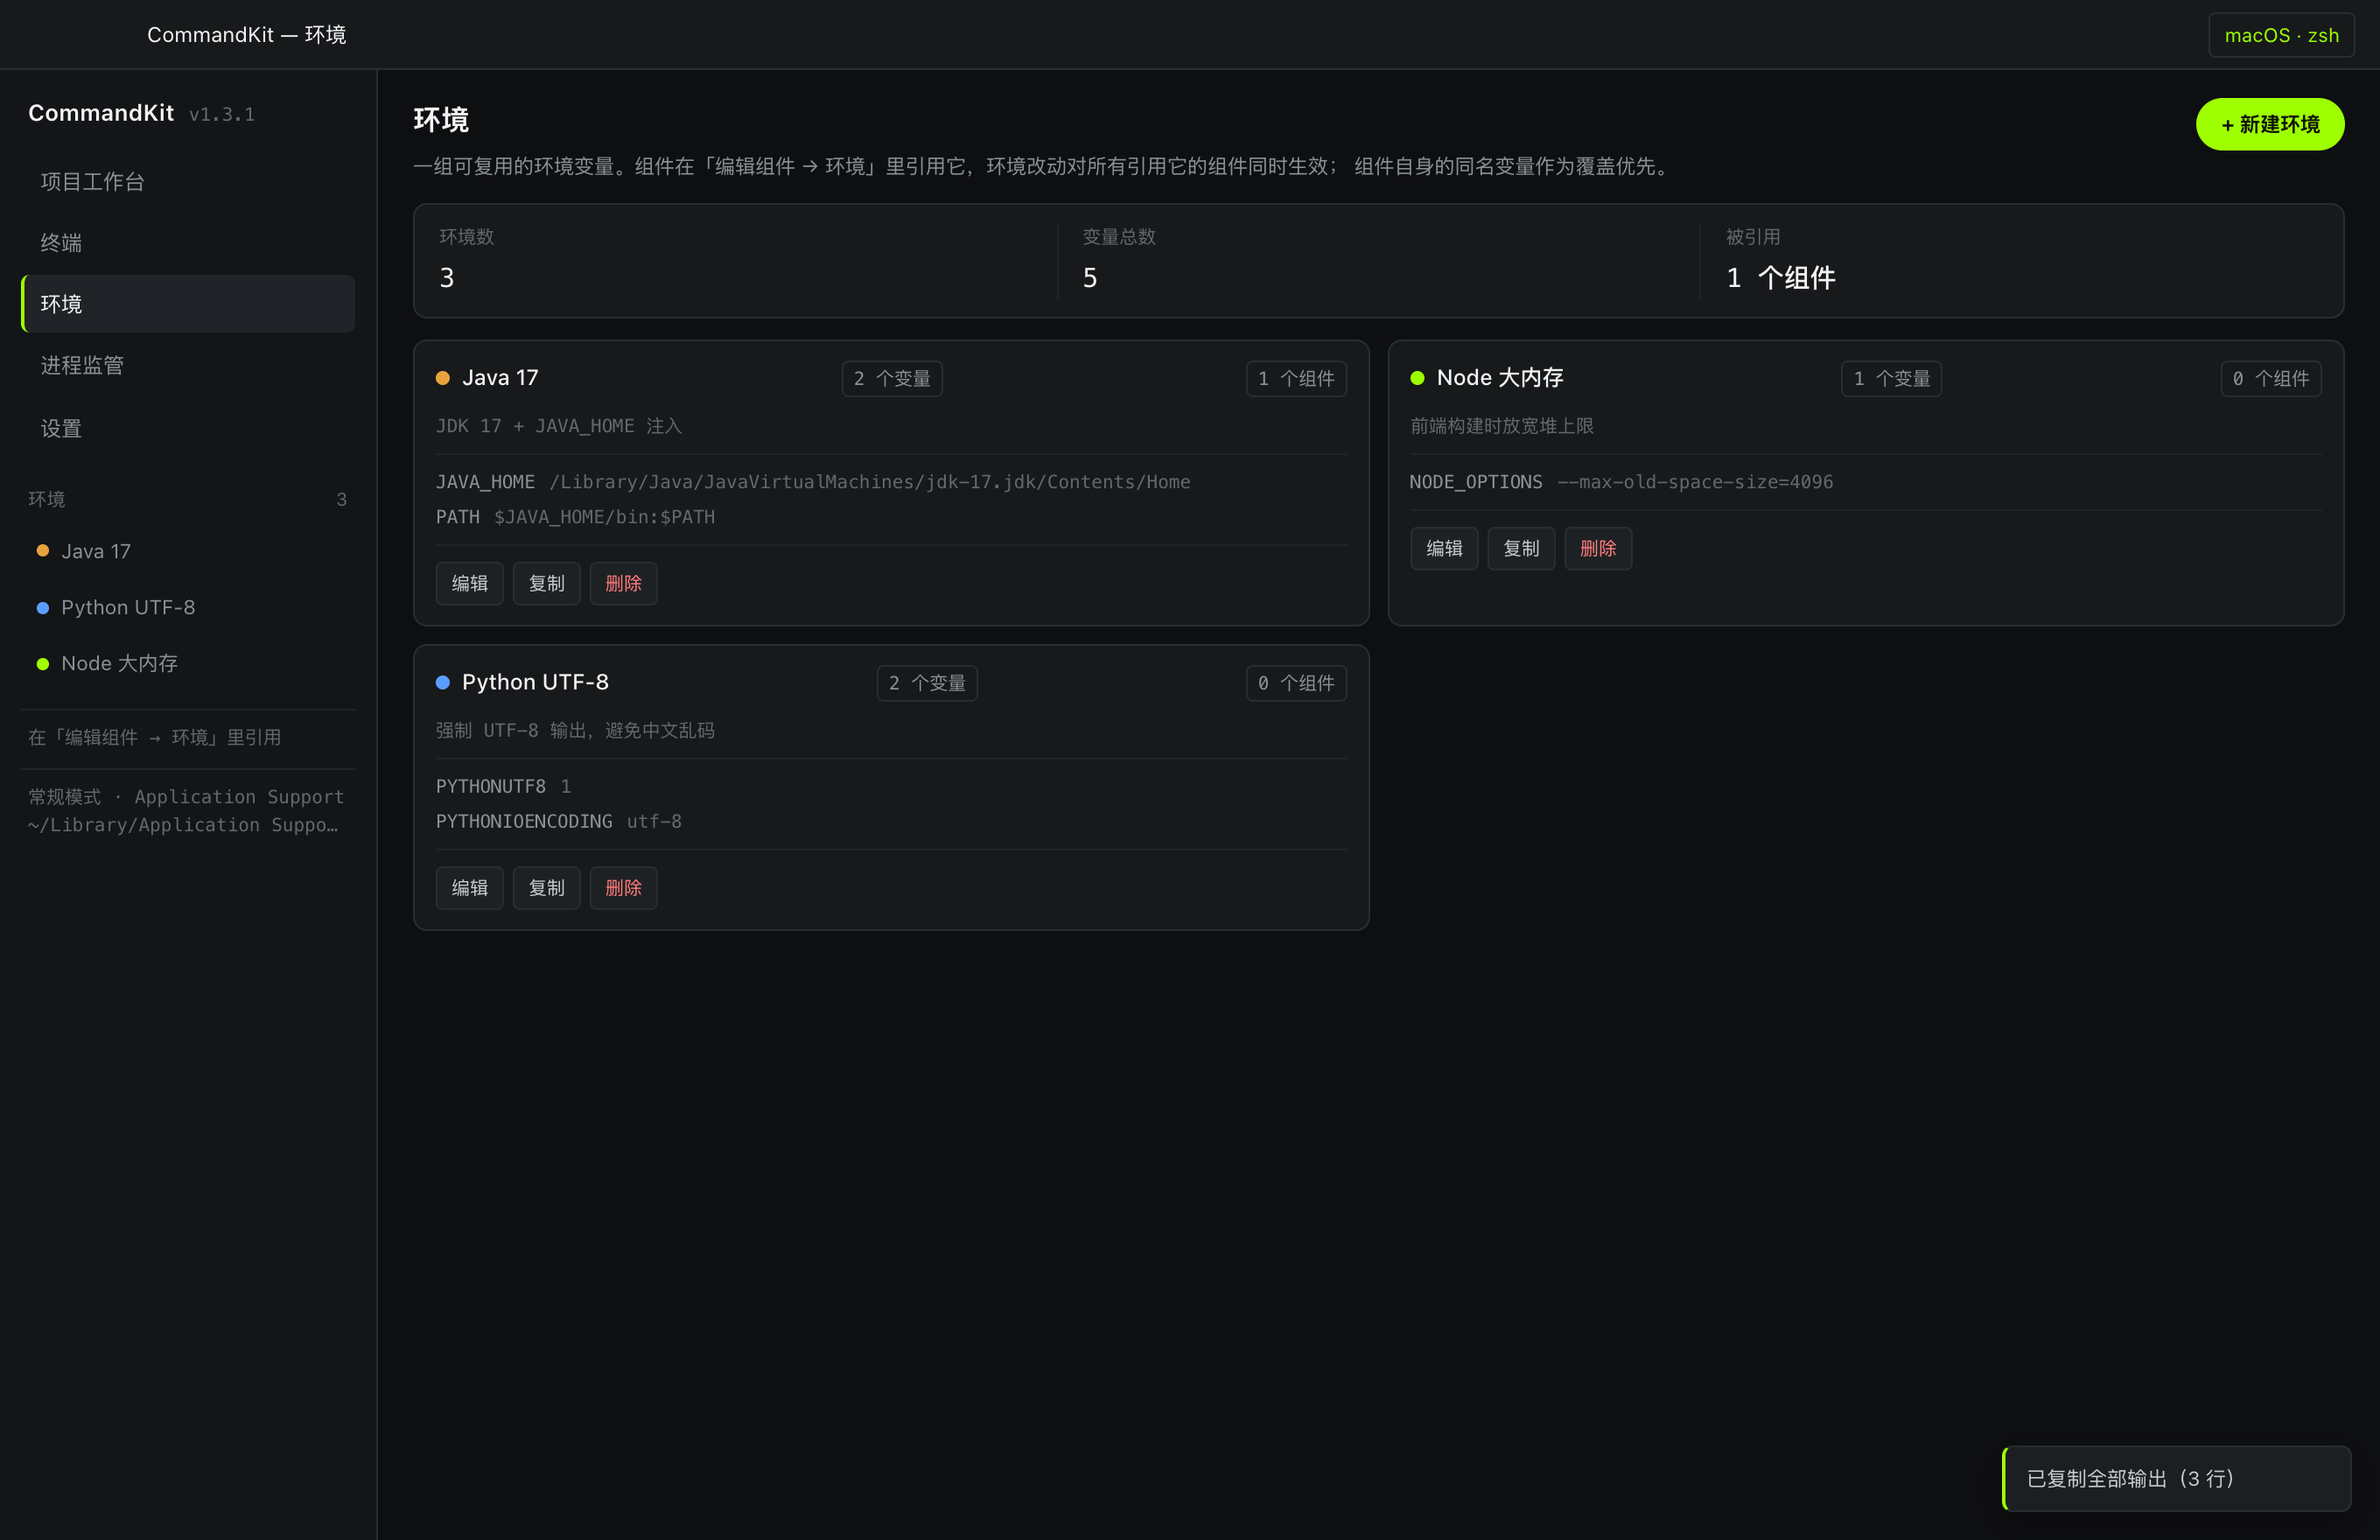 CommandKit — 环境
macOS · zsh
CommandKit v1.3.1
项目工作台
终端
环境
进程监管
设置
环境 3
Java 17
Python UTF-8
Node 大内存
在「编辑组件 → 环境」里引用
常规模式 · Application Support
~/Library/Application Suppo…
环境
+ 新建环境
一组可复用的环境变量。组件在「编辑组件 → 环境」里引用它，环境改动对所有引用它的组件同时生效； 组件自身的同名变量作为覆盖优先。
环境数
3
变量总数
5
被引用
1 个组件
Java 17 2 个变量 1 个组件
JDK 17 + JAVA_HOME 注入
JAVA_HOME /Library/Java/JavaVirtualMachines/jdk-17.jdk/Contents/Home
PATH $JAVA_HOME/bin:$PATH
编辑 复制 删除
Node 大内存 1 个变量 0 个组件
前端构建时放宽堆上限
NODE_OPTIONS --max-old-space-size=4096
编辑 复制 删除
Python UTF-8 2 个变量 0 个组件
强制 UTF-8 输出，避免中文乱码
PYTHONUTF8 1
PYTHONIOENCODING utf-8
编辑 复制 删除
已复制全部输出（3 行）